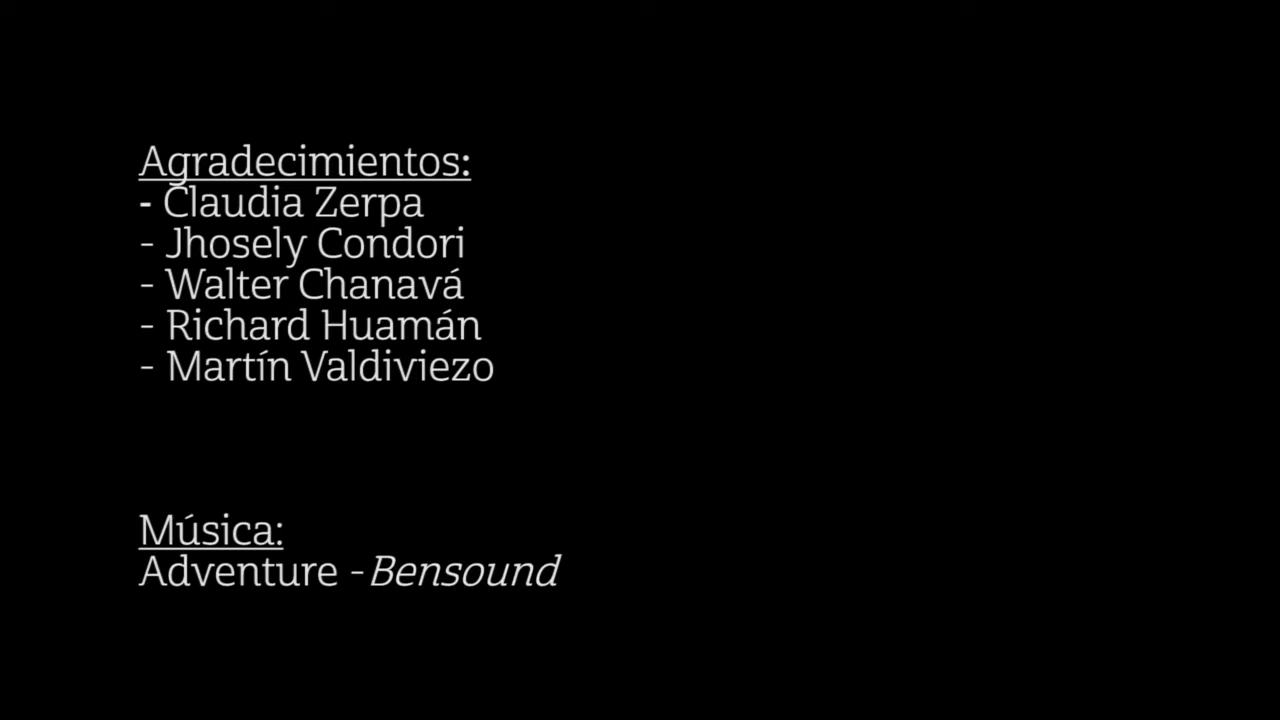 Agradecimientos:
- Claudia Zerpa
- Jhosely Condori
- Walter Chanavá
- Richard Huamán
- Martín Valdiviezo
Música:
Adventure -Bensound